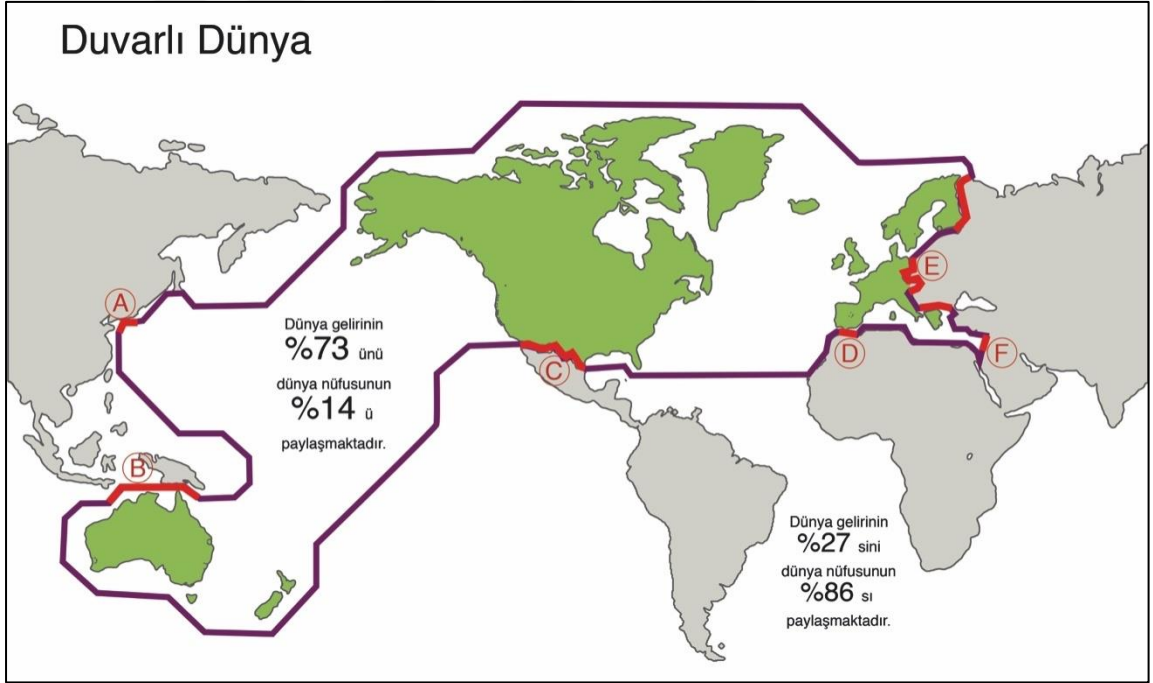 Duvarlı Dünya
A
B
Dünya gelirinin
%73 ünü
dünya nüfusunun
%14 ü
paylaşmaktadır.
C
D
E
F
Dünya gelirinin
%27 sini
dünya nüfusunun
%86 sı
paylaşmaktadır.